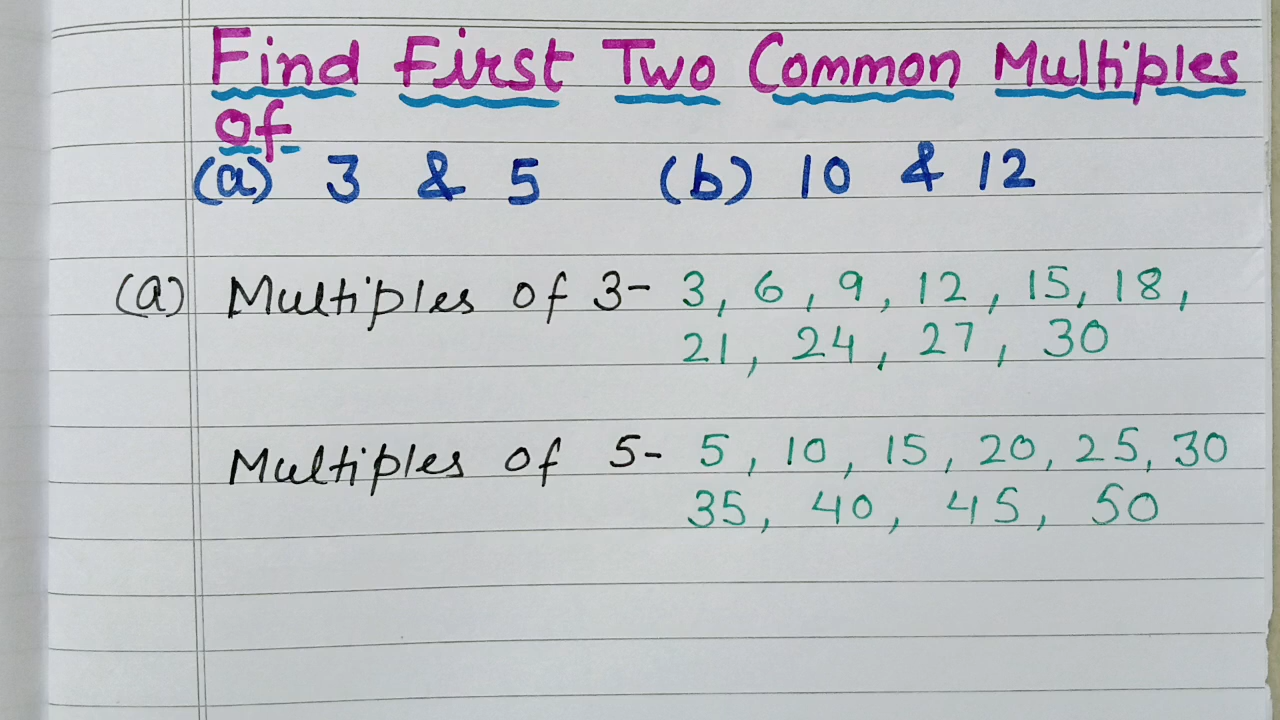 Find First Two Common Multiples
of
(a) 3 & 5 (b) 10 & 12
(a) Multiples of 3- 3, 6, 9, 12, 15, 18,
21, 24, 27, 30
Multiples of 5- 5, 10, 15, 20, 25, 30
35, 40, 45, 50